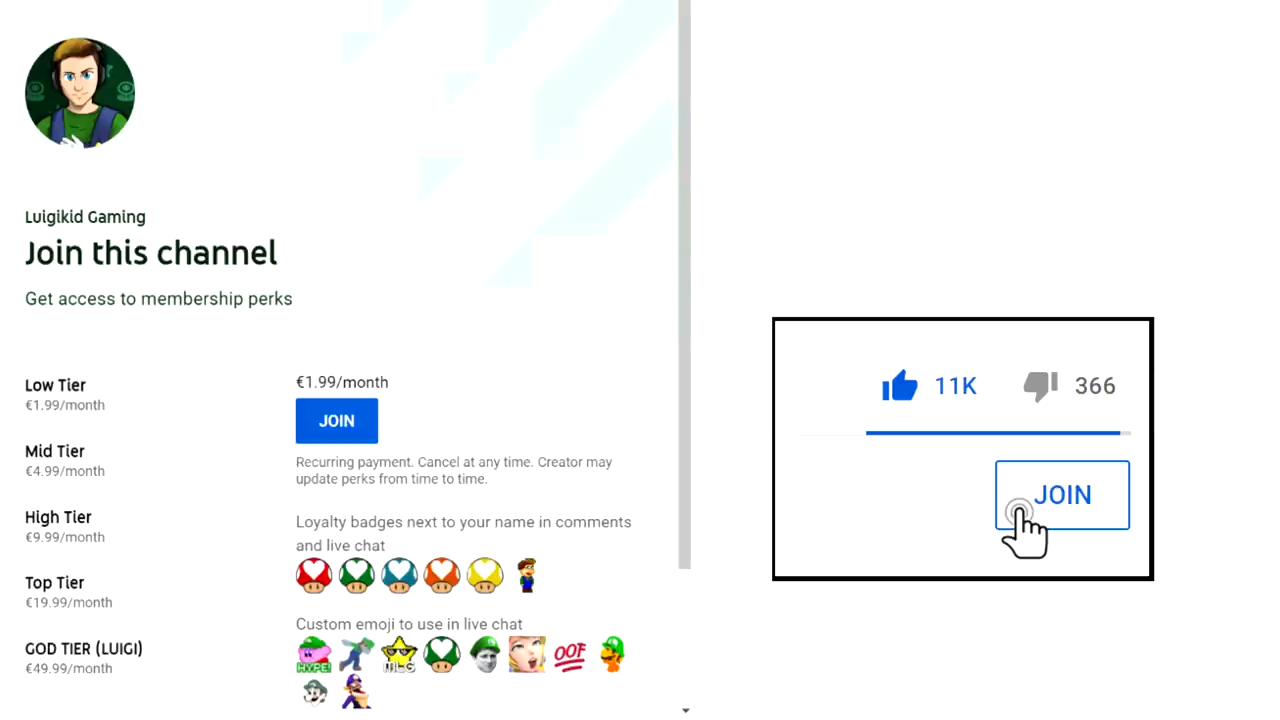 Luigikid Gaming
Join this channel
Get access to membership perks
Low Tier
€1.99/month
Mid Tier
€4.99/month
High Tier
€9.99/month
Top Tier
€19.99/month
GOD TIER (LUIGI)
€49.99/month
€1.99/month
JOIN
Recurring payment. Cancel at any time. Creator may
update perks from time to time.
Loyalty badges next to your name in comments
and live chat
Custom emoji to use in live chat
HYPE!
MLG
OOF
11K
366
JOIN